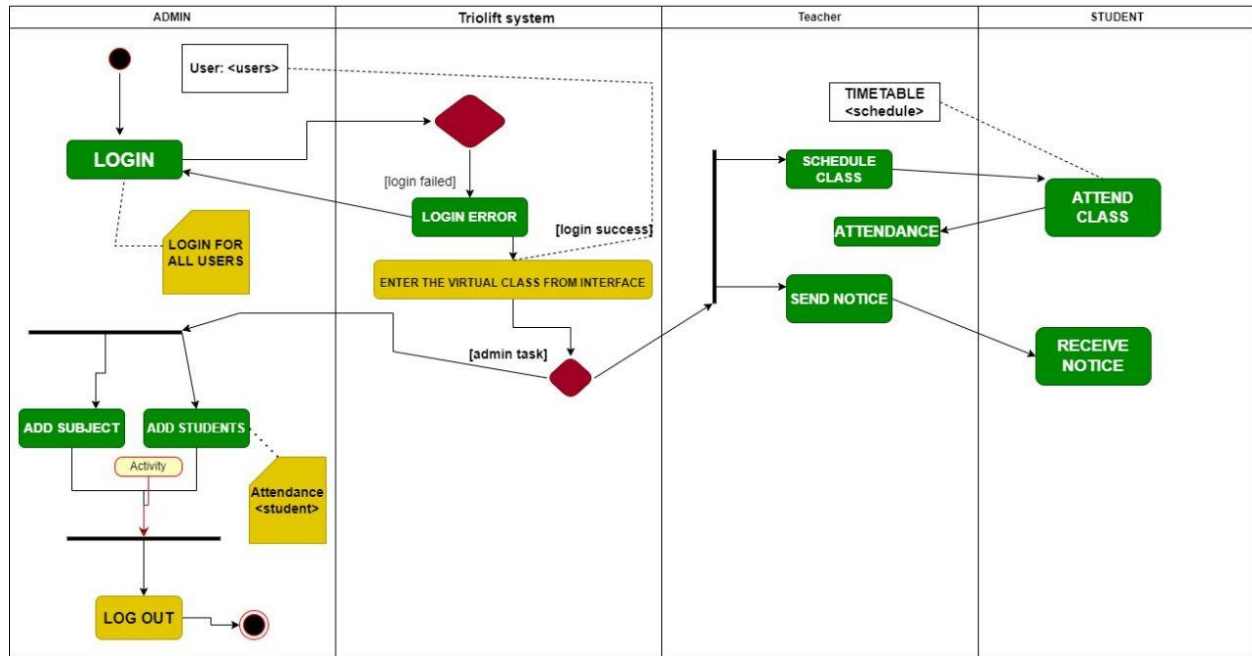 ADMIN
Triolift system
Teacher
STUDENT
User: <users>
TIMETABLE
<schedule>
LOGIN
SCHEDULE
CLASS
[login failed]
ATTEND
CLASS
LOGIN ERROR
[login success]
ATTENDANCE
LOGIN FOR
ALL USERS
ENTER THE VIRTUAL CLASS FROM INTERFACE
SEND NOTICE
[admin task]
RECEIVE
NOTICE
ADD SUBJECT
ADD STUDENTS
Activity
Attendance
<student>
LOG OUT